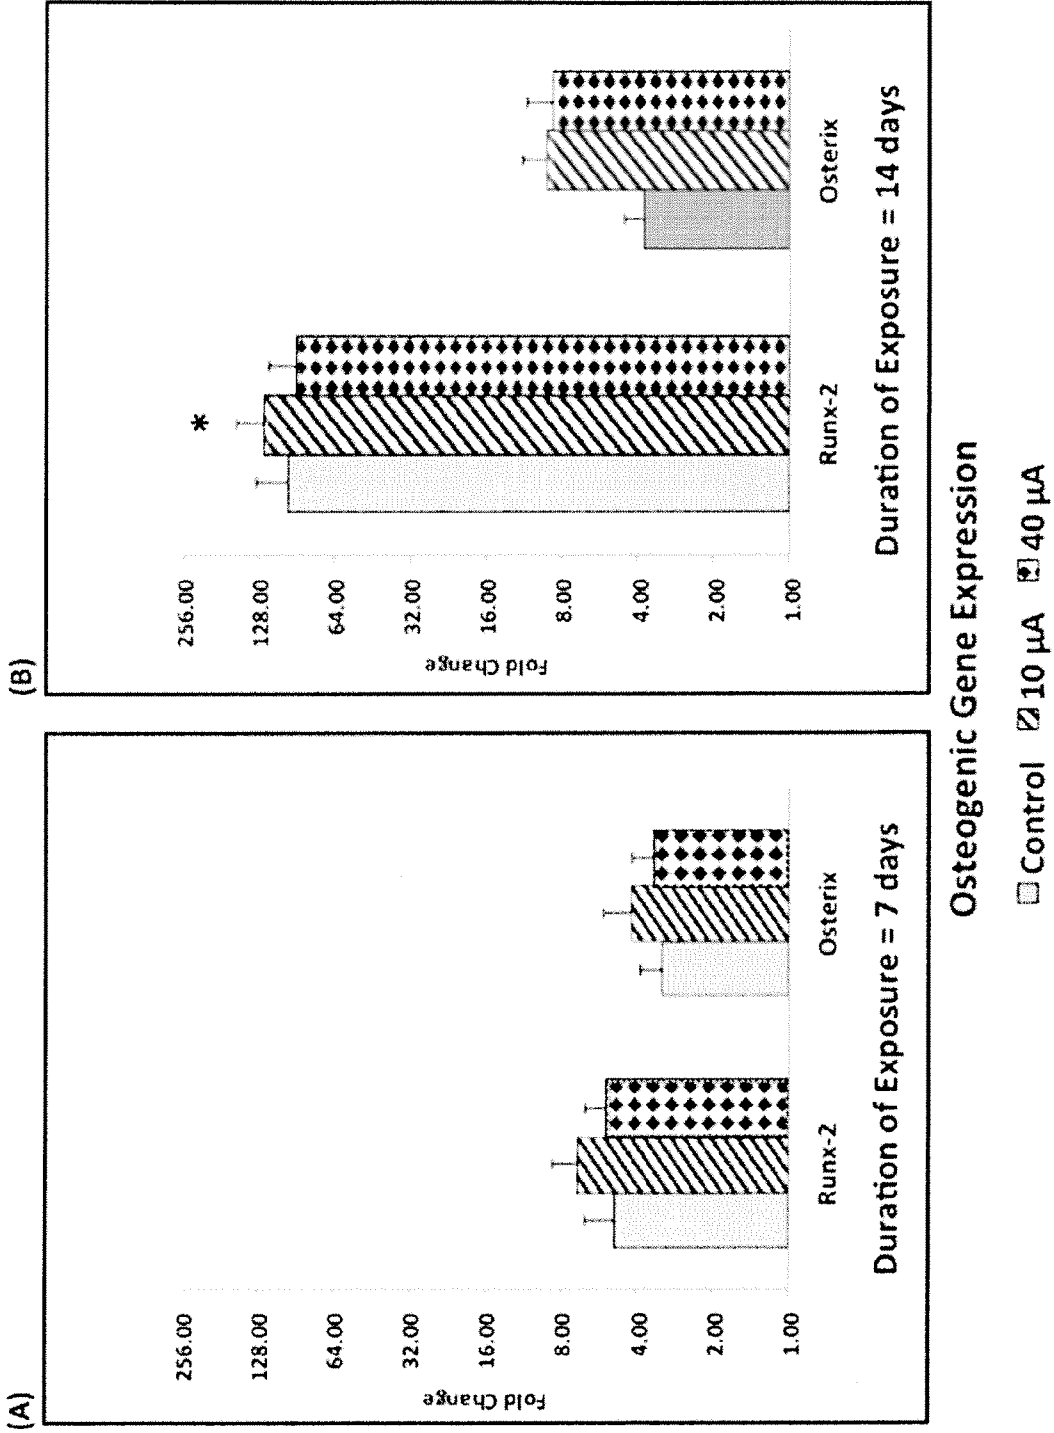 (A)
Fold Change
256.00
128.00
64.00
32.00
16.00
8.00
4.00
2.00
1.00
Runx-2
Osterix
Duration of Exposure = 7 days
(B)
Fold Change
256.00
128.00
64.00
32.00
16.00
8.00
4.00
2.00
1.00
*
Runx-2
Osterix
Duration of Exposure = 14 days
Osteogenic Gene Expression
Control 10 µA 40 µA